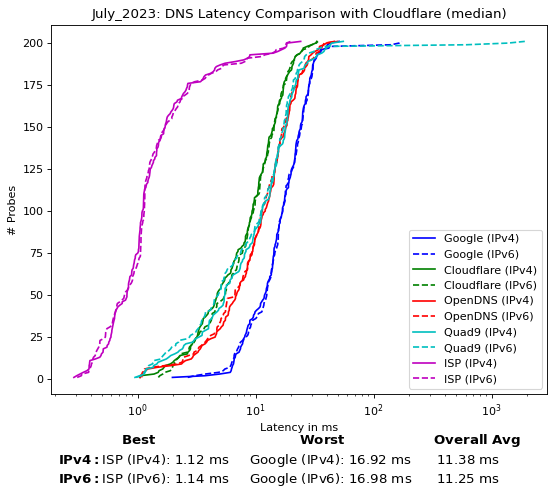 July_2023: DNS Latency Comparison with Cloudflare (median)
# Probes
200
175
150
125
100
75
50
25
0
Google (IPv4)
Google (IPv6)
Cloudflare (IPv4)
Cloudflare (IPv6)
OpenDNS (IPv4)
OpenDNS (IPv6)
Quad9 (IPv4)
Quad9 (IPv6)
ISP (IPv4)
ISP (IPv6)
10⁰ 10¹ 10² 10³
Latency in ms
Best Worst Overall Avg
IPv4: ISP (IPv4): 1.12 ms Google (IPv4): 16.92 ms 11.38 ms
IPv6: ISP (IPv6): 1.14 ms Google (IPv6): 16.98 ms 11.25 ms